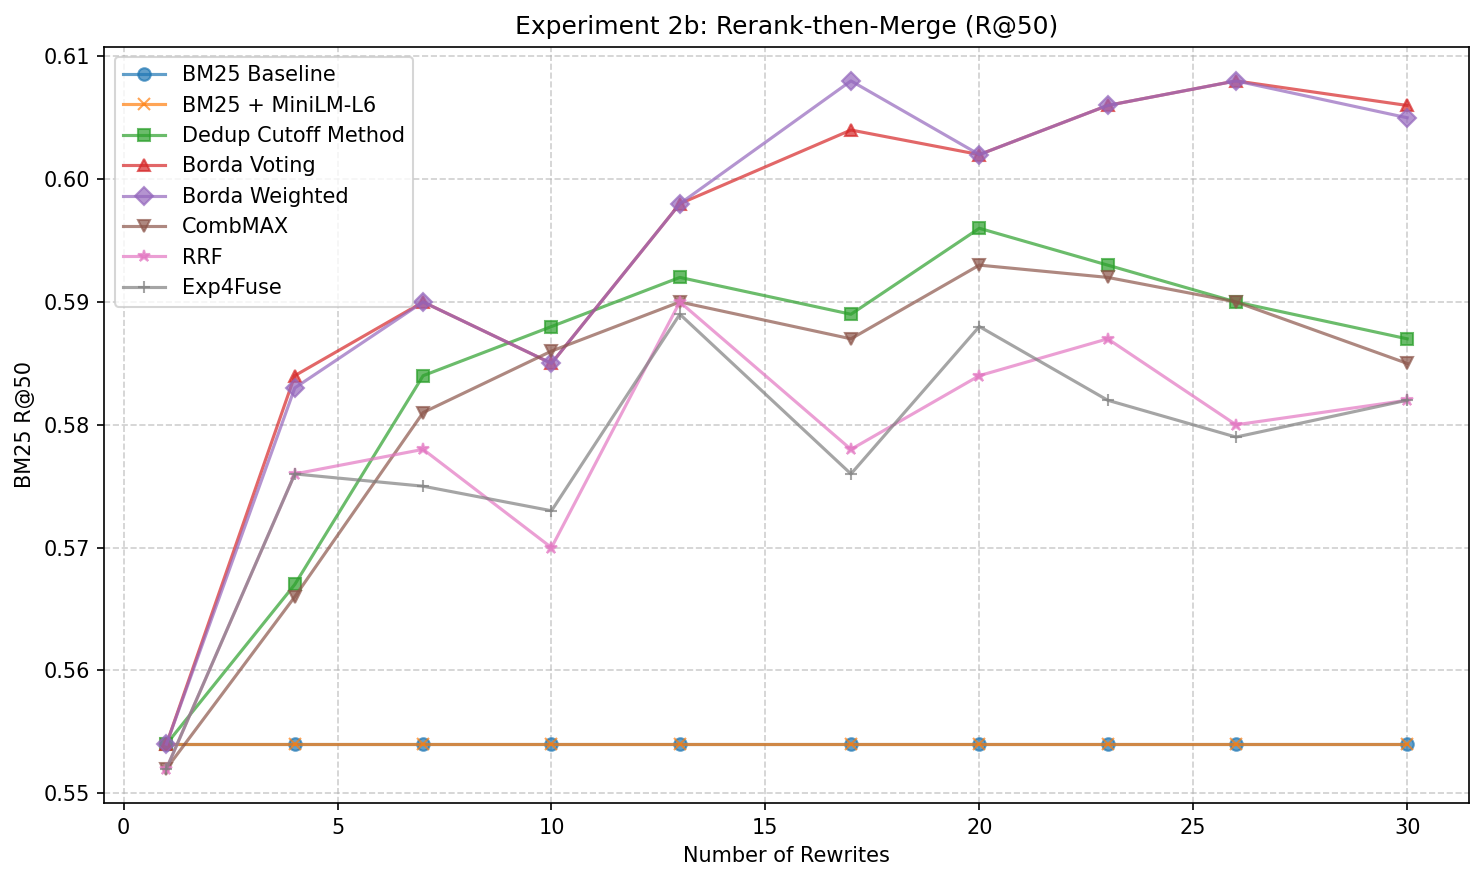 Experiment 2b: Rerank-then-Merge (R@50)
BM25 Baseline
BM25 + MiniLM-L6
Dedup Cutoff Method
Borda Voting
Borda Weighted
CombMAX
RRF
Exp4Fuse
BM25 R@50
0.61
0.60
0.59
0.58
0.57
0.56
0.55
0 5 10 15 20 25 30
Number of Rewrites